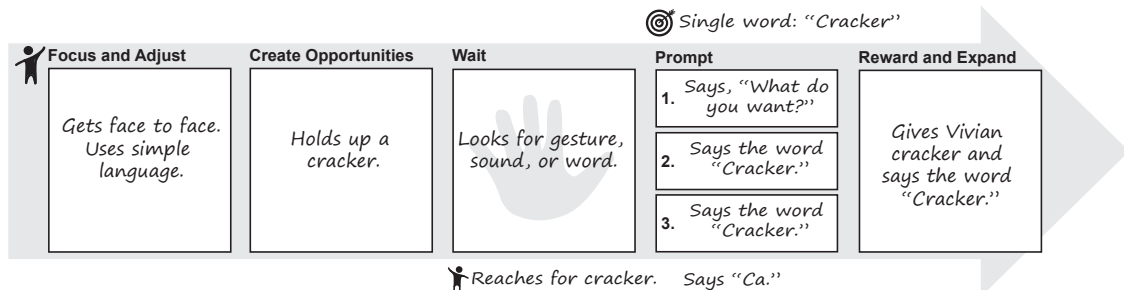 Single word: “Cracker”
Focus and Adjust
Gets face to face.
Uses simple
language.
Create Opportunities
Holds up a
cracker.
Wait
Looks for gesture,
sound, or word.
Prompt
1. Says, “What do
you want?”
2. Says the word
“Cracker.”
3. Says the word
“Cracker.”
Reward and Expand
Gives Vivian
cracker and
says the word
“Cracker.”
Reaches for cracker. Says “Ca.”